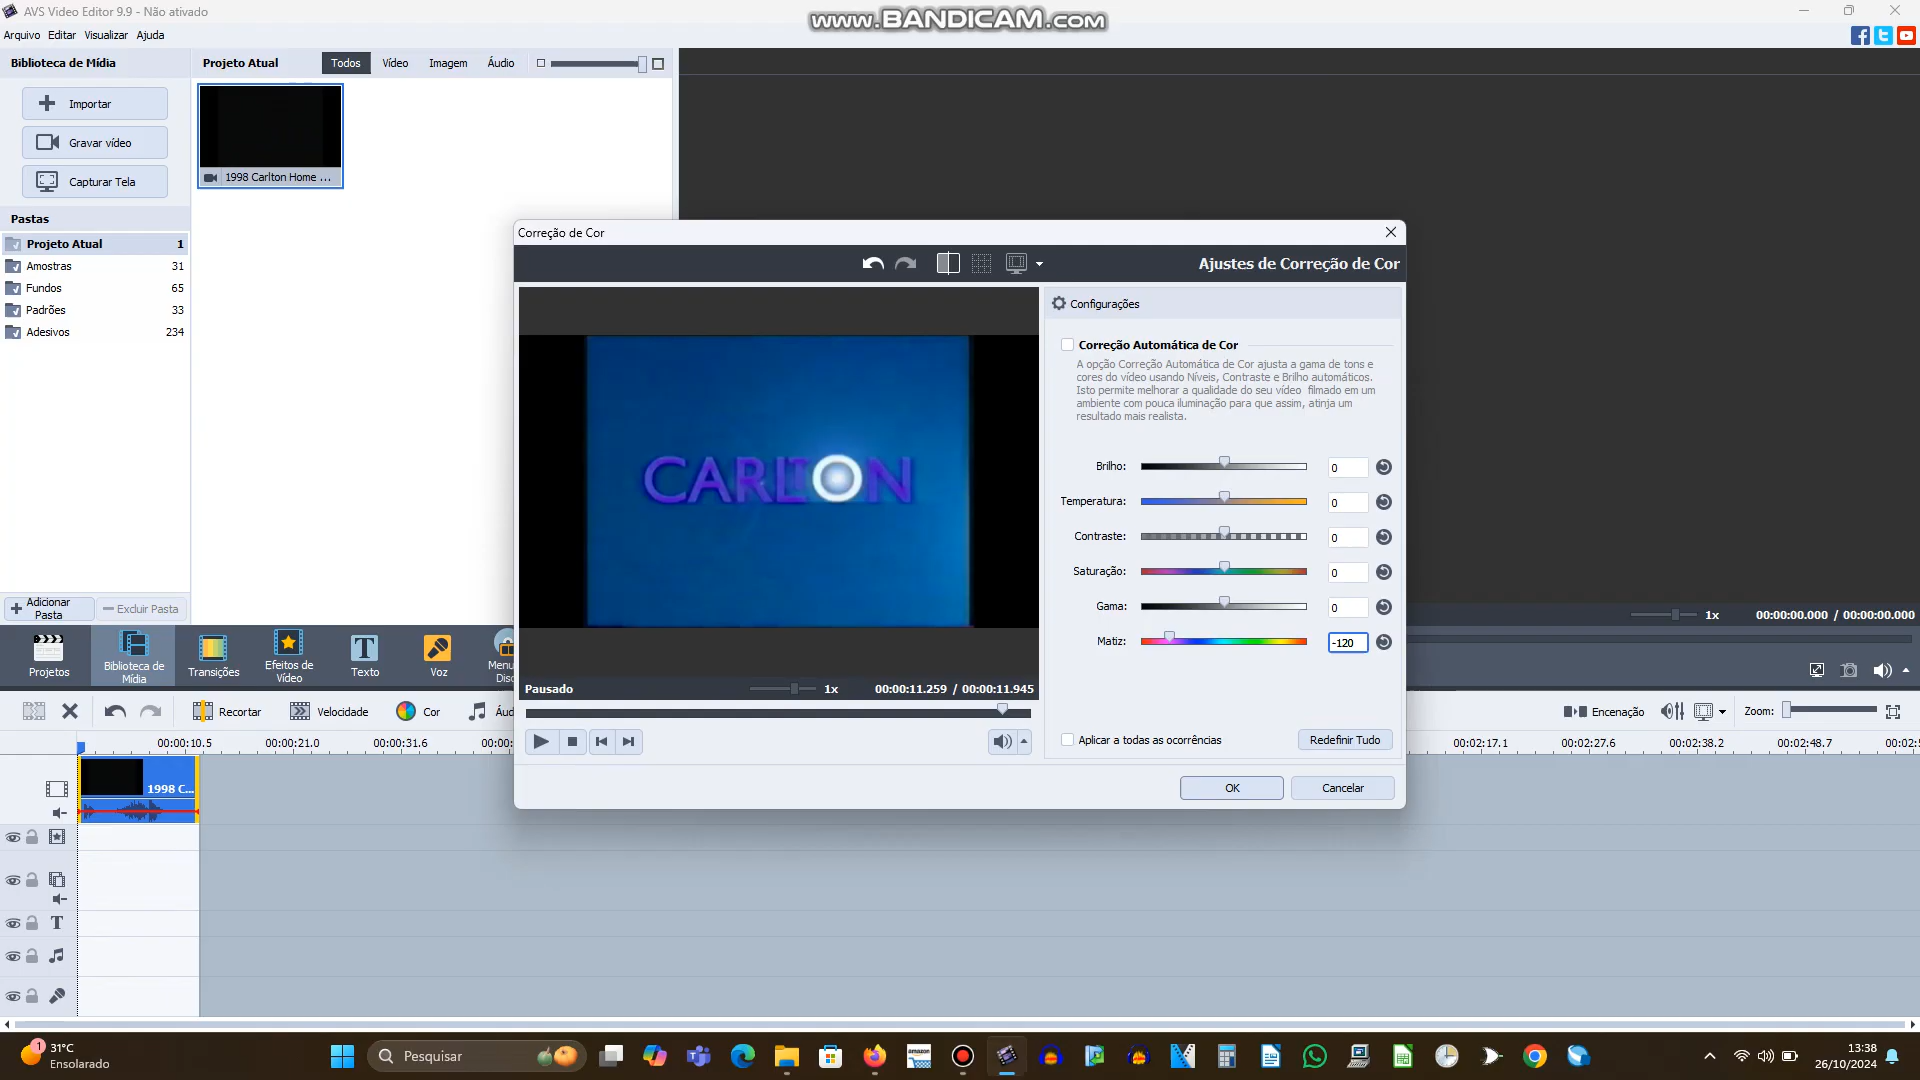 AVS Video Editor 9.9 - Não ativado
www.BANDICAM.com
Arquivo Editar Visualizar Ajuda
Biblioteca de Mídia
Projeto Atual Todos Vídeo Imagem Áudio
Importar
Gravar vídeo
Capturar Tela
1998 Carlton Home ...
Pastas
Projeto Atual 1
Amostras 31
Fundos 65
Padrões 33
Adesivos 234
Adicionar Pasta
Excluir Pasta
Correção de Cor
Ajustes de Correção de Cor
Configurações
Correção Automática de Cor
A opção Correção Automática de Cor ajusta a gama de tons e
cores do vídeo usando Níveis, Contraste e Brilho automáticos.
Isto permite melhorar a qualidade do seu vídeo filmado em um
ambiente com pouca iluminação para que assim, atinja um
resultado mais realista.
CARLTON
Brilho: 0
Temperatura: 0
Contraste: 0
Saturação: 0
Gama: 0
Matiz: -120
Pausado 1x 00:00:11.259 / 00:00:11.945
Aplicar a todas as ocorrências
Redefinir Tudo
OK
Cancelar
1x 00:00:00.000 / 00:00:00.000
Projetos
Biblioteca de Mídia
Transições
Efeitos de Vídeo
Texto
Voz
Menu
Recortar
Velocidade
Cor
Encenação
Zoom:
00:00:10.5 00:00:21.0 00:00:31.6
00:02:17.1 00:02:27.6 00:02:38.2 00:02:48.7
1998 C...
T
1
31°C
Ensolarado
Pesquisar
amazon
13:38
26/10/2024